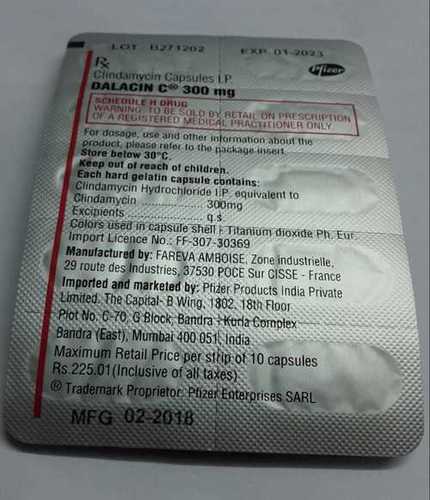 LOT B271202 EXP. 01-2023
Rx
Pfizer
Clindamycin Capsules I.P.
DALACIN C® 300 mg
SCHEDULE H DRUG
WARNING: TO BE SOLD BY RETAIL ON PRESCRIPTION
OF A REGISTERED MEDICAL PRACTITIONER ONLY.
For dosage, use and other information about the
product, please refer to the package insert.
Store below 30°C.
Keep out of reach of children.
Each hard gelatin capsule contains:
Clindamycin Hydrochloride I.P. equivalent to
Clindamycin .................... 300mg
Excipients ......................... q.s.
Colors used in capsule shell : Titanium dioxide Ph. Eur.
Import Licence No.: FF-307-30369
Manufactured by: FAREVA AMBOISE, Zone industrielle,
29 route des Industries, 37530 POCE Sur CISSE - France
Imported and marketed by: Pfizer Products India Private
Limited, The Capital- B Wing, 1802, 18th Floor
Plot No. C-70, G Block, Bandra - Kurla Complex
Bandra (East), Mumbai 400 051, India
Maximum Retail Price per strip of 10 capsules
Rs.225.01(Inclusive of all taxes)
® Trademark Proprietor: Pfizer Enterprises SARL
MFG 02-2018